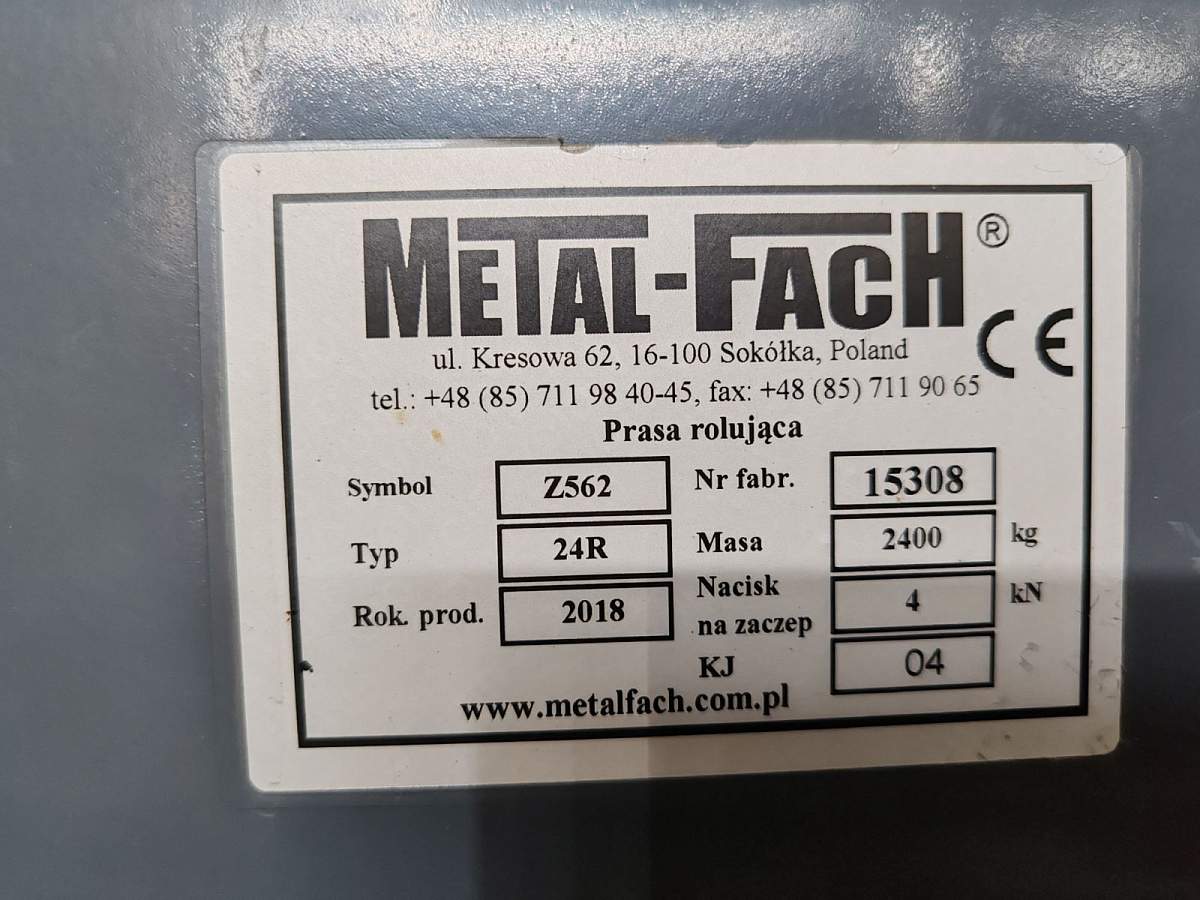 METAL-FACH ®
ul. Kresowa 62, 16-100 Sokółka, Poland
CE
tel.: +48 (85) 711 98 40-45, fax: +48 (85) 711 90 65
Prasa rolująca
Symbol Z562 Nr fabr. 15308
Typ 24R Masa 2400 kg
Rok. prod. 2018 Nacisk na zaczep 4 kN
KJ 04
www.metalfach.com.pl